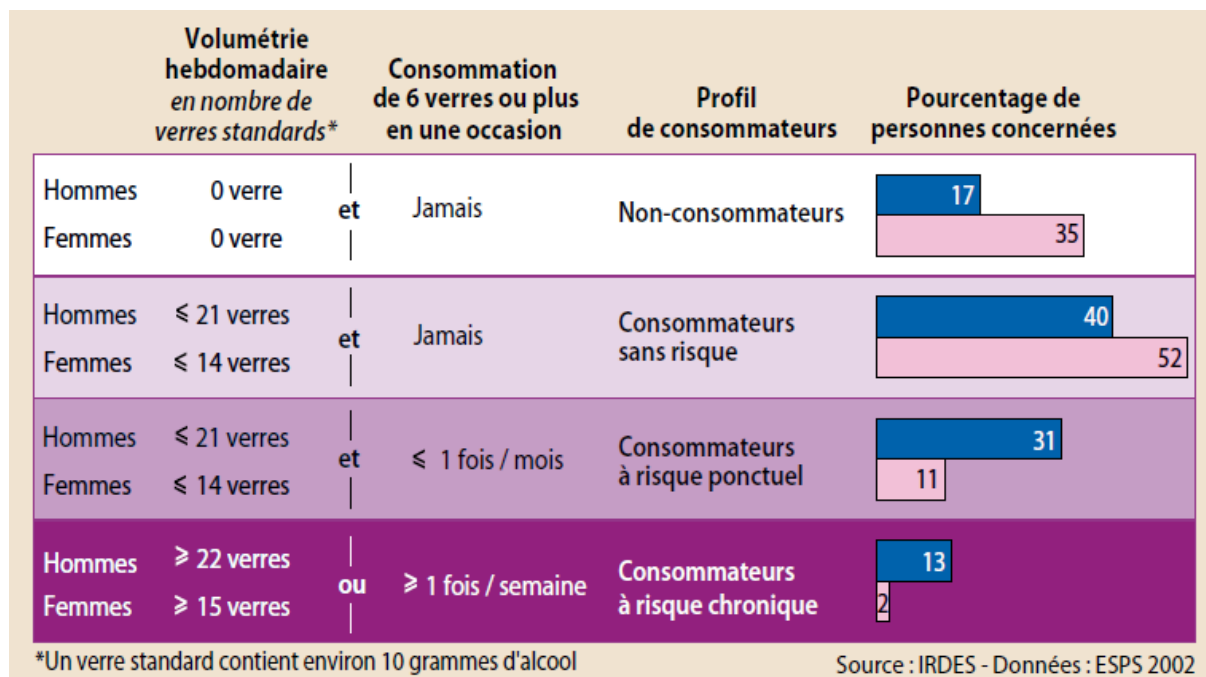 Volumétrie
hebdomadaire
en nombre de
verres standards*
Consommation
de 6 verres ou plus
en une occasion
Profil
de consommateurs
Pourcentage de
personnes concernées
Hommes 0 verre
Femmes 0 verre
et
Jamais
Non-consommateurs
17
35
Hommes ⩽ 21 verres
Femmes ⩽ 14 verres
et
Jamais
Consommateurs
sans risque
40
52
Hommes ⩽ 21 verres
Femmes ⩽ 14 verres
et
⩽ 1 fois / mois
Consommateurs
à risque ponctuel
31
11
Hommes ⩾ 22 verres
Femmes ⩾ 15 verres
ou
⩾ 1 fois / semaine
Consommateurs
à risque chronique
13
2
*Un verre standard contient environ 10 grammes d'alcool
Source : IRDES - Données : ESPS 2002